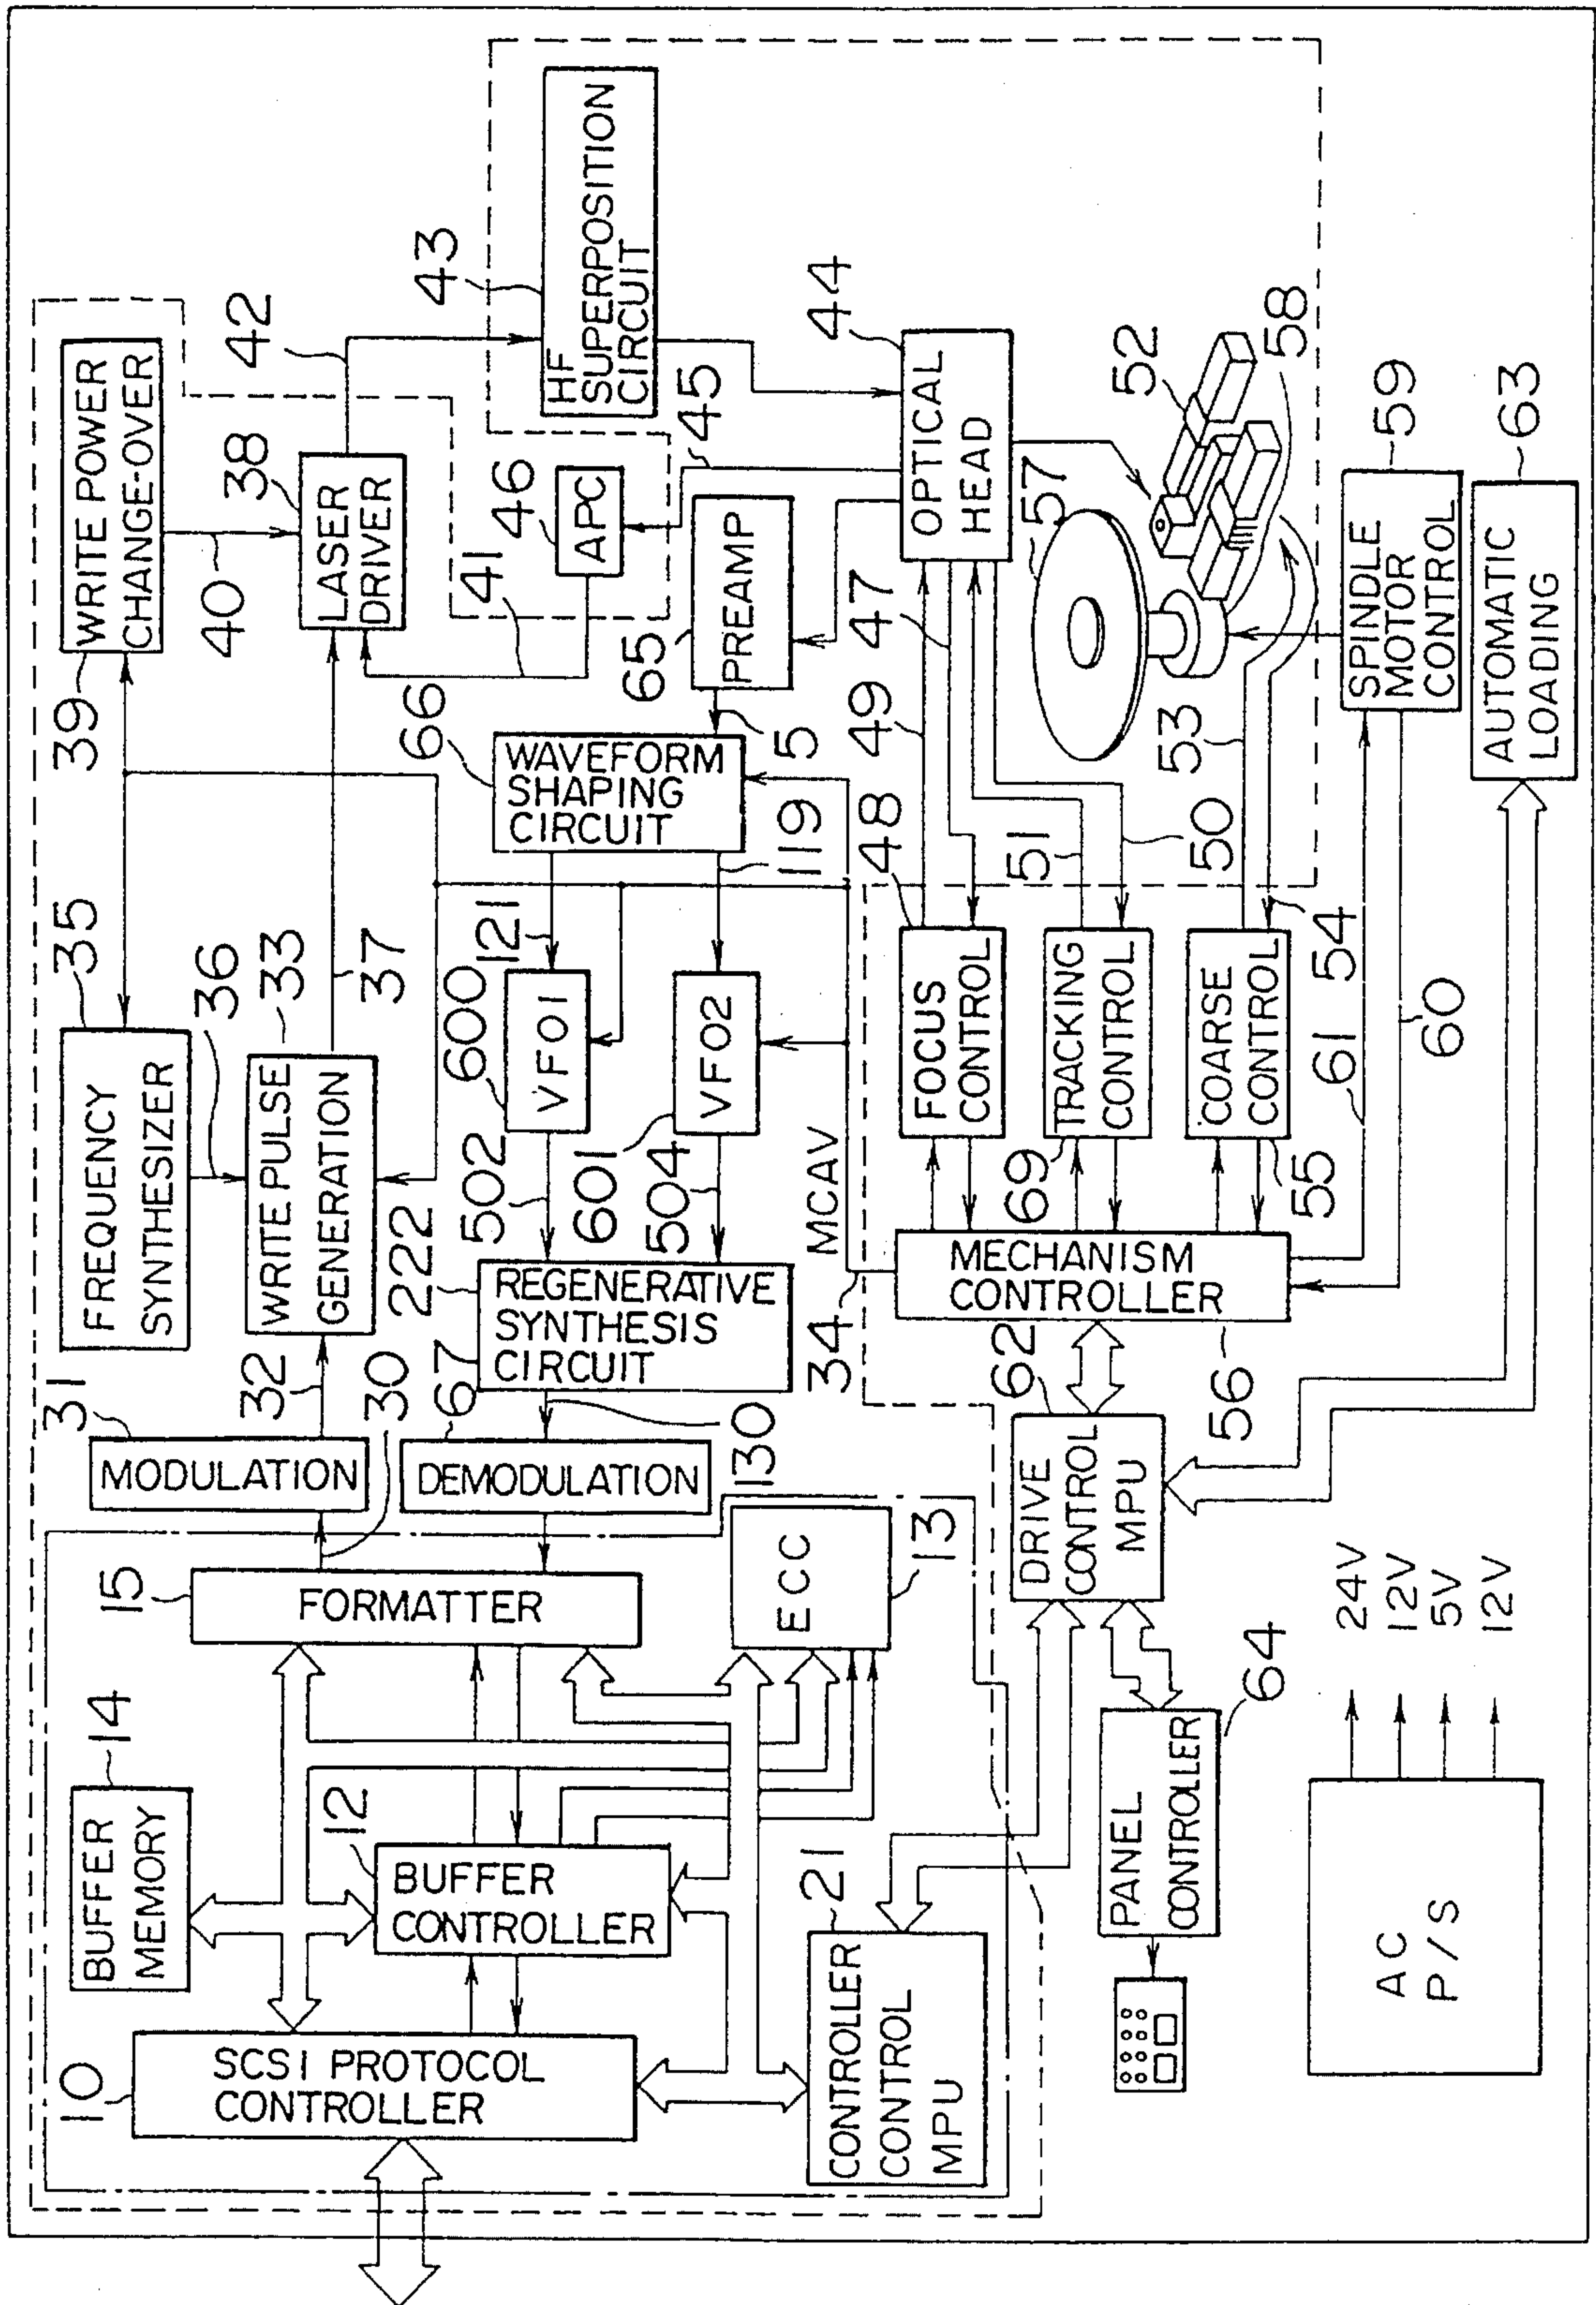 10
SCSI PROTOCOL
CONTROLLER
BUFFER
MEMORY
14
12
BUFFER
CONTROLLER
15
FORMATTER
30
31
MODULATION
32
FREQUENCY
SYNTHESIZER
35
36
WRITE PULSE
GENERATION
33
37
39
WRITE POWER
CHANGE-OVER
40
38
LASER
DRIVER
42
41
43
HF
SUPERPOSITION
CIRCUIT
46
APC
45
65
PREAMP
5
66
WAVEFORM
SHAPING
CIRCUIT
121
119
600
VFO1
601
VFO2
502
504
222
REGENERATIVE
SYNTHESIS
CIRCUIT
67
DEMODULATION
130
ECC
13
21
CONTROLLER
CONTROL
MPU
62
DRIVE
CONTROL
MPU
34
MCAV
MECHANISM
CONTROLLER
56
48
FOCUS
CONTROL
69
TRACKING
CONTROL
COARSE
CONTROL
55
49
47
51
50
53
54
44
OPTICAL
HEAD
57
52
58
61
60
59
SPINDLE
MOTOR
CONTROL
63
AUTOMATIC
LOADING
PANEL
CONTROLLER
64
AC
P/S
24V
12V
5V
12V